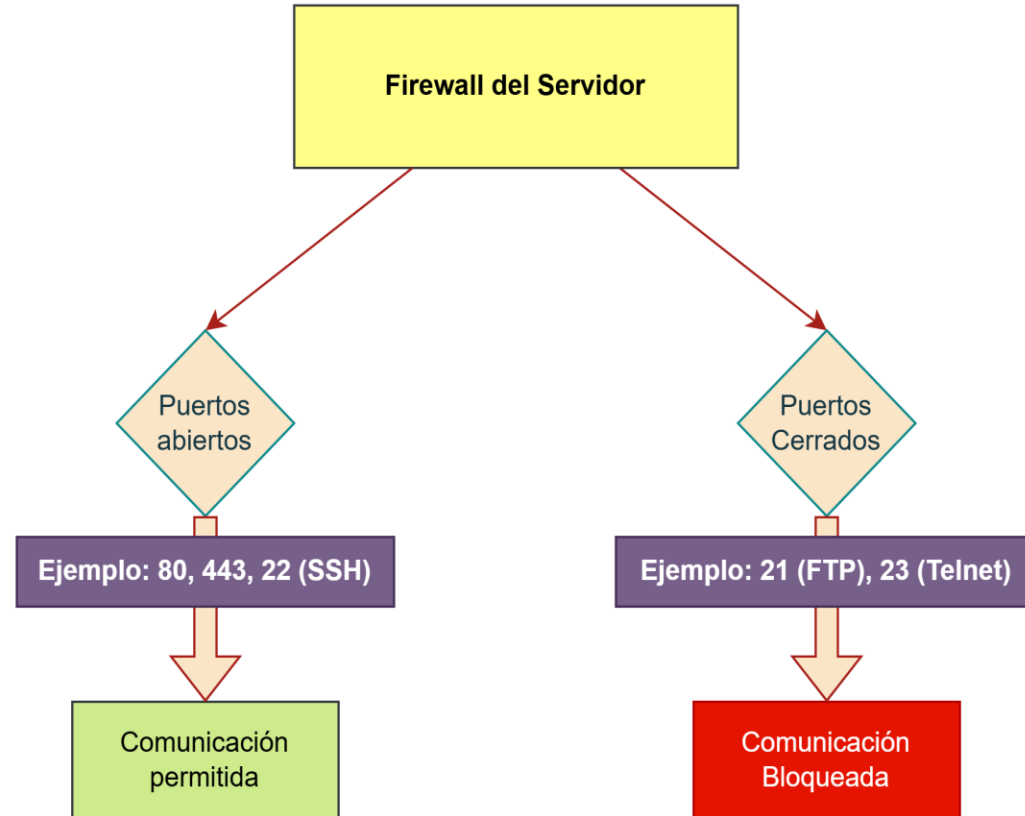 Firewall del Servidor
Puertos
abiertos
Puertos
Cerrados
Ejemplo: 80, 443, 22 (SSH)
Ejemplo: 21 (FTP), 23 (Telnet)
Comunicación
permitida
Comunicación
Bloqueada